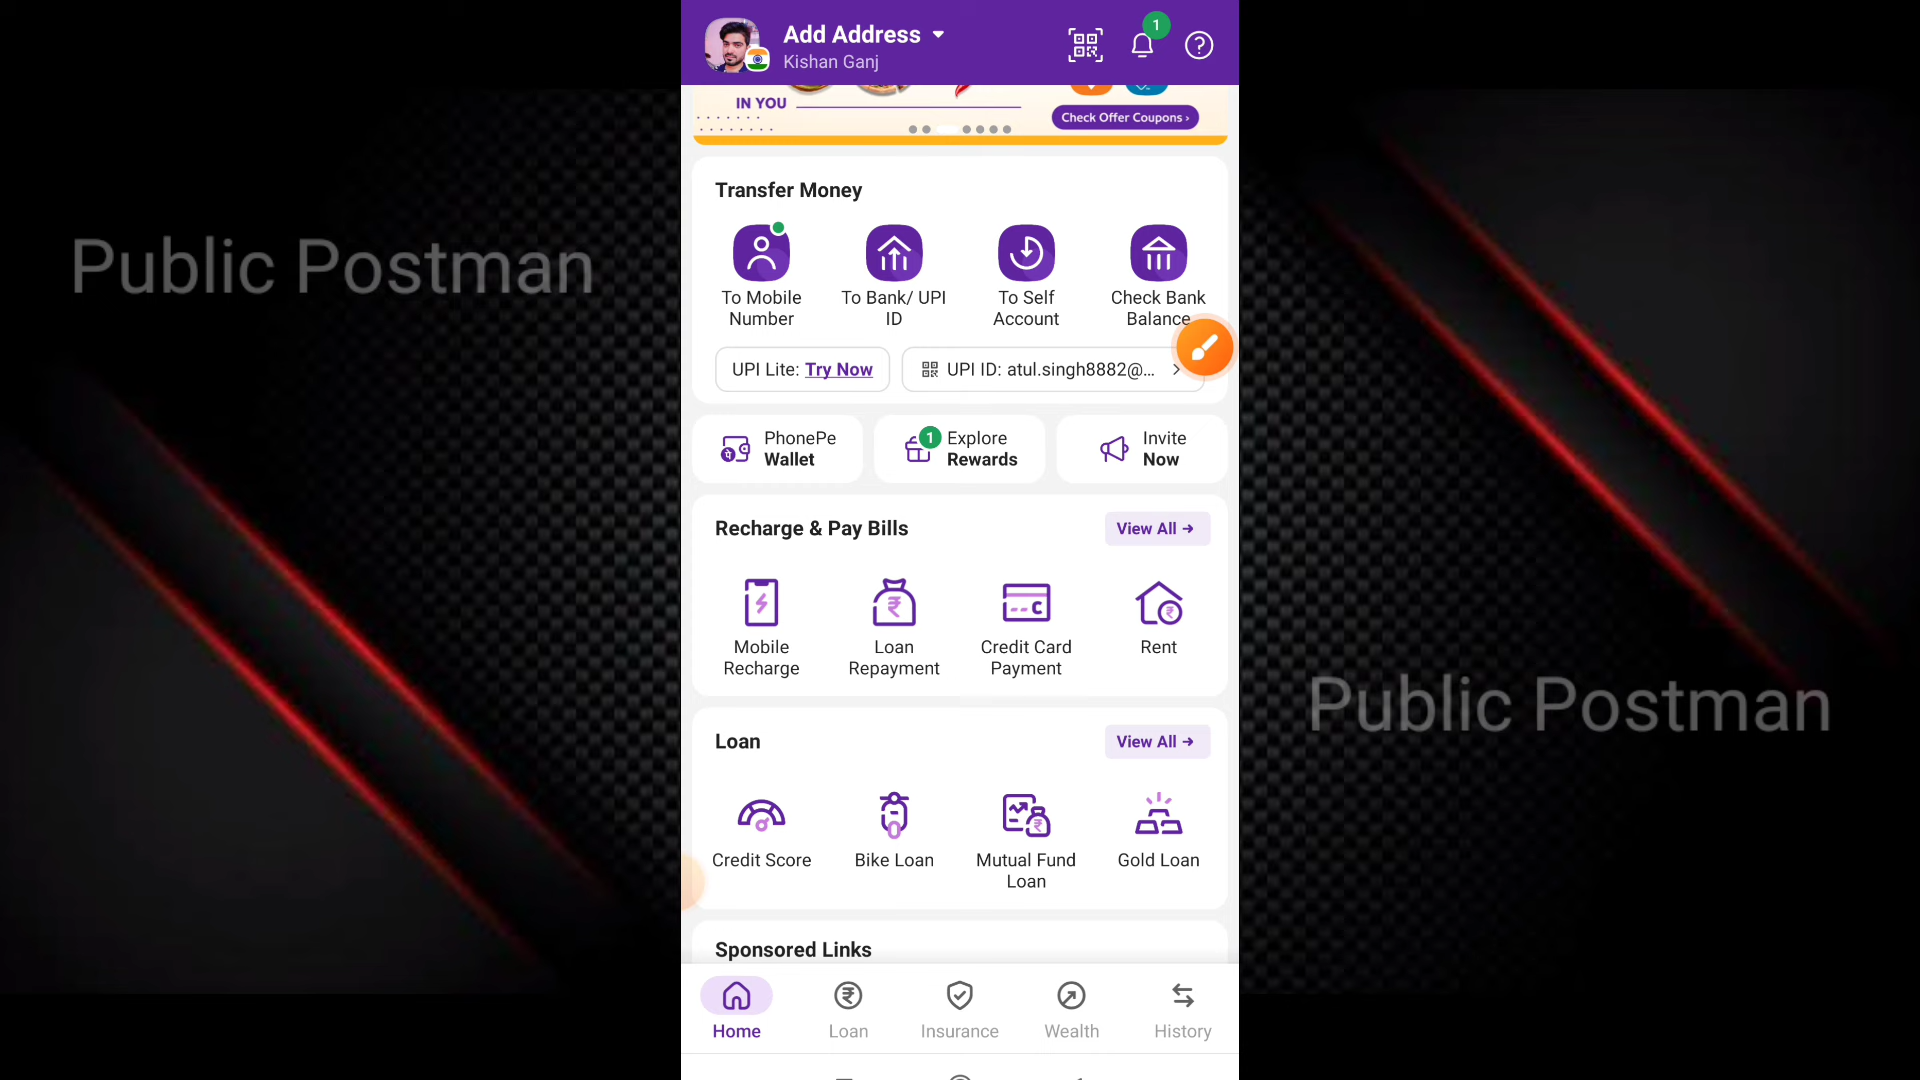 Add Address
Kishan Ganj
1
IN YOU
Check Offer Coupons ›
Public Postman
Transfer Money
To Mobile Number
To Bank/ UPI ID
To Self Account
Check Bank Balance
UPI Lite: Try Now
UPI ID: atul.singh8882@...
PhonePe Wallet
1
Explore Rewards
Invite Now
Recharge & Pay Bills
View All →
Mobile Recharge
Loan Repayment
Credit Card Payment
Rent
Public Postman
Loan
View All →
Credit Score
Bike Loan
Mutual Fund Loan
Gold Loan
Sponsored Links
Home
Loan
Insurance
Wealth
History